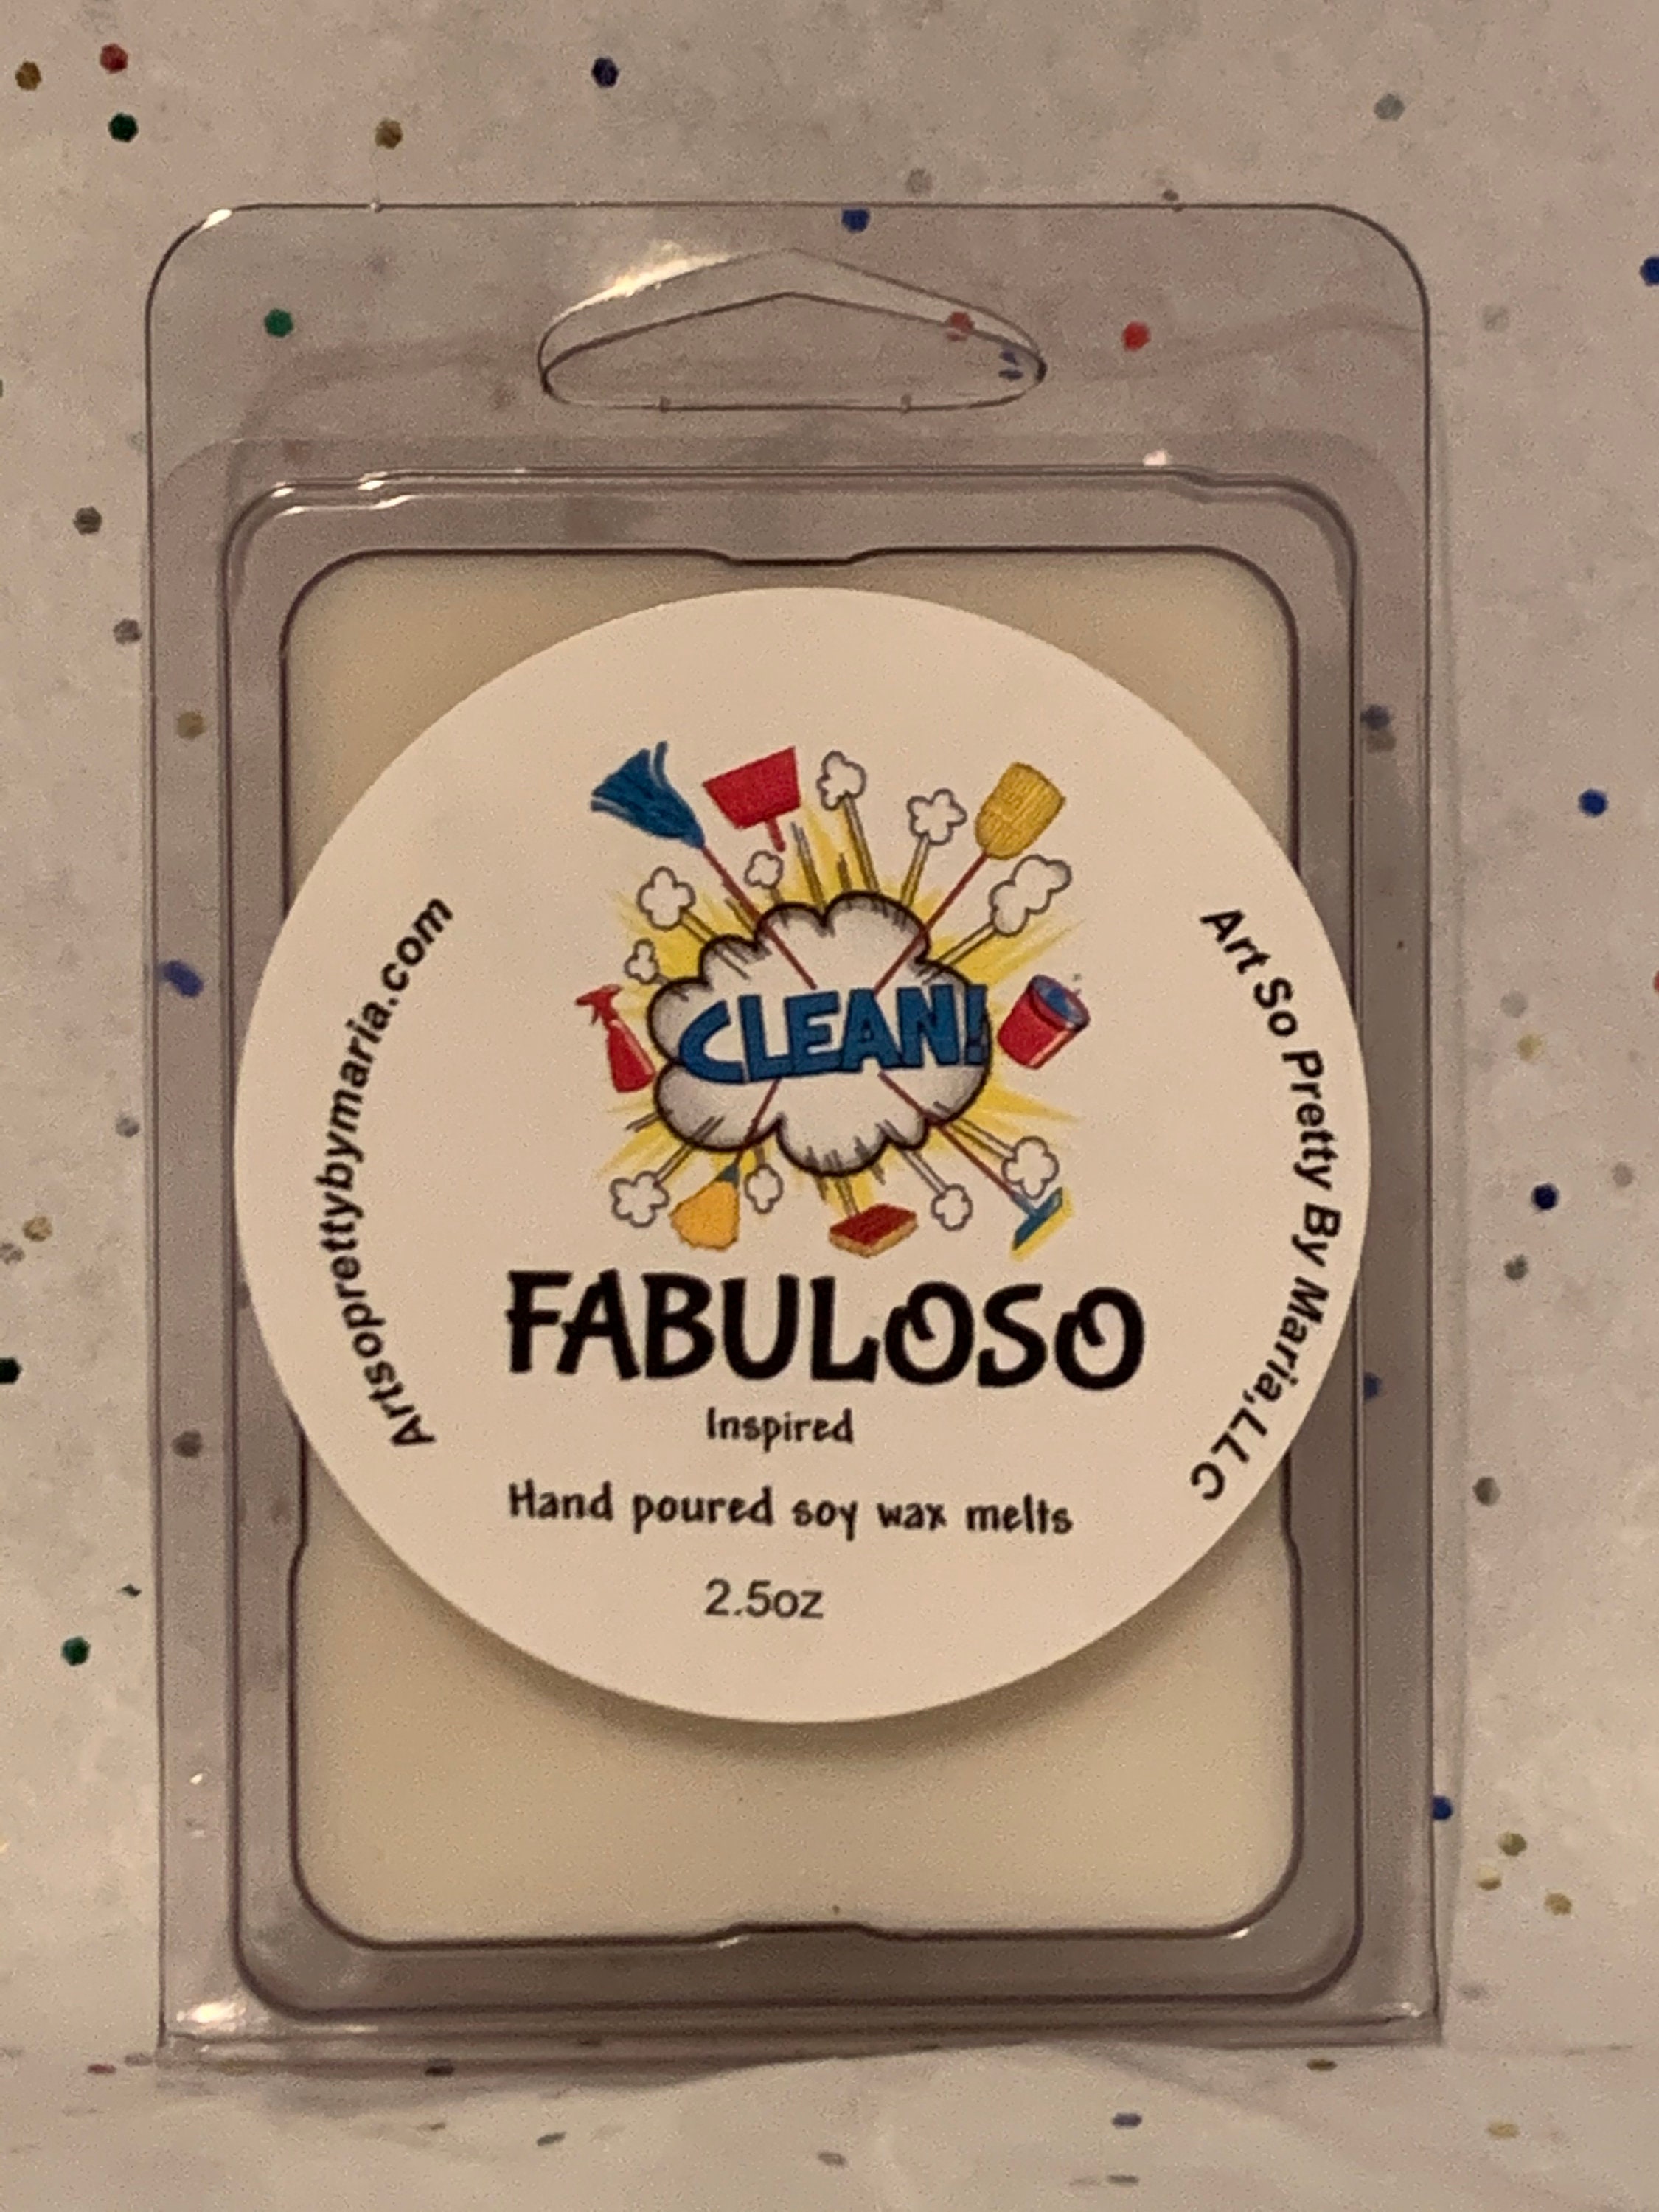 CLEAN!
FABULOSO
Inspired
Hand poured soy wax melts
2.5oz
Artsoprettybymaria.com
Art So Pretty By Maria,LLC